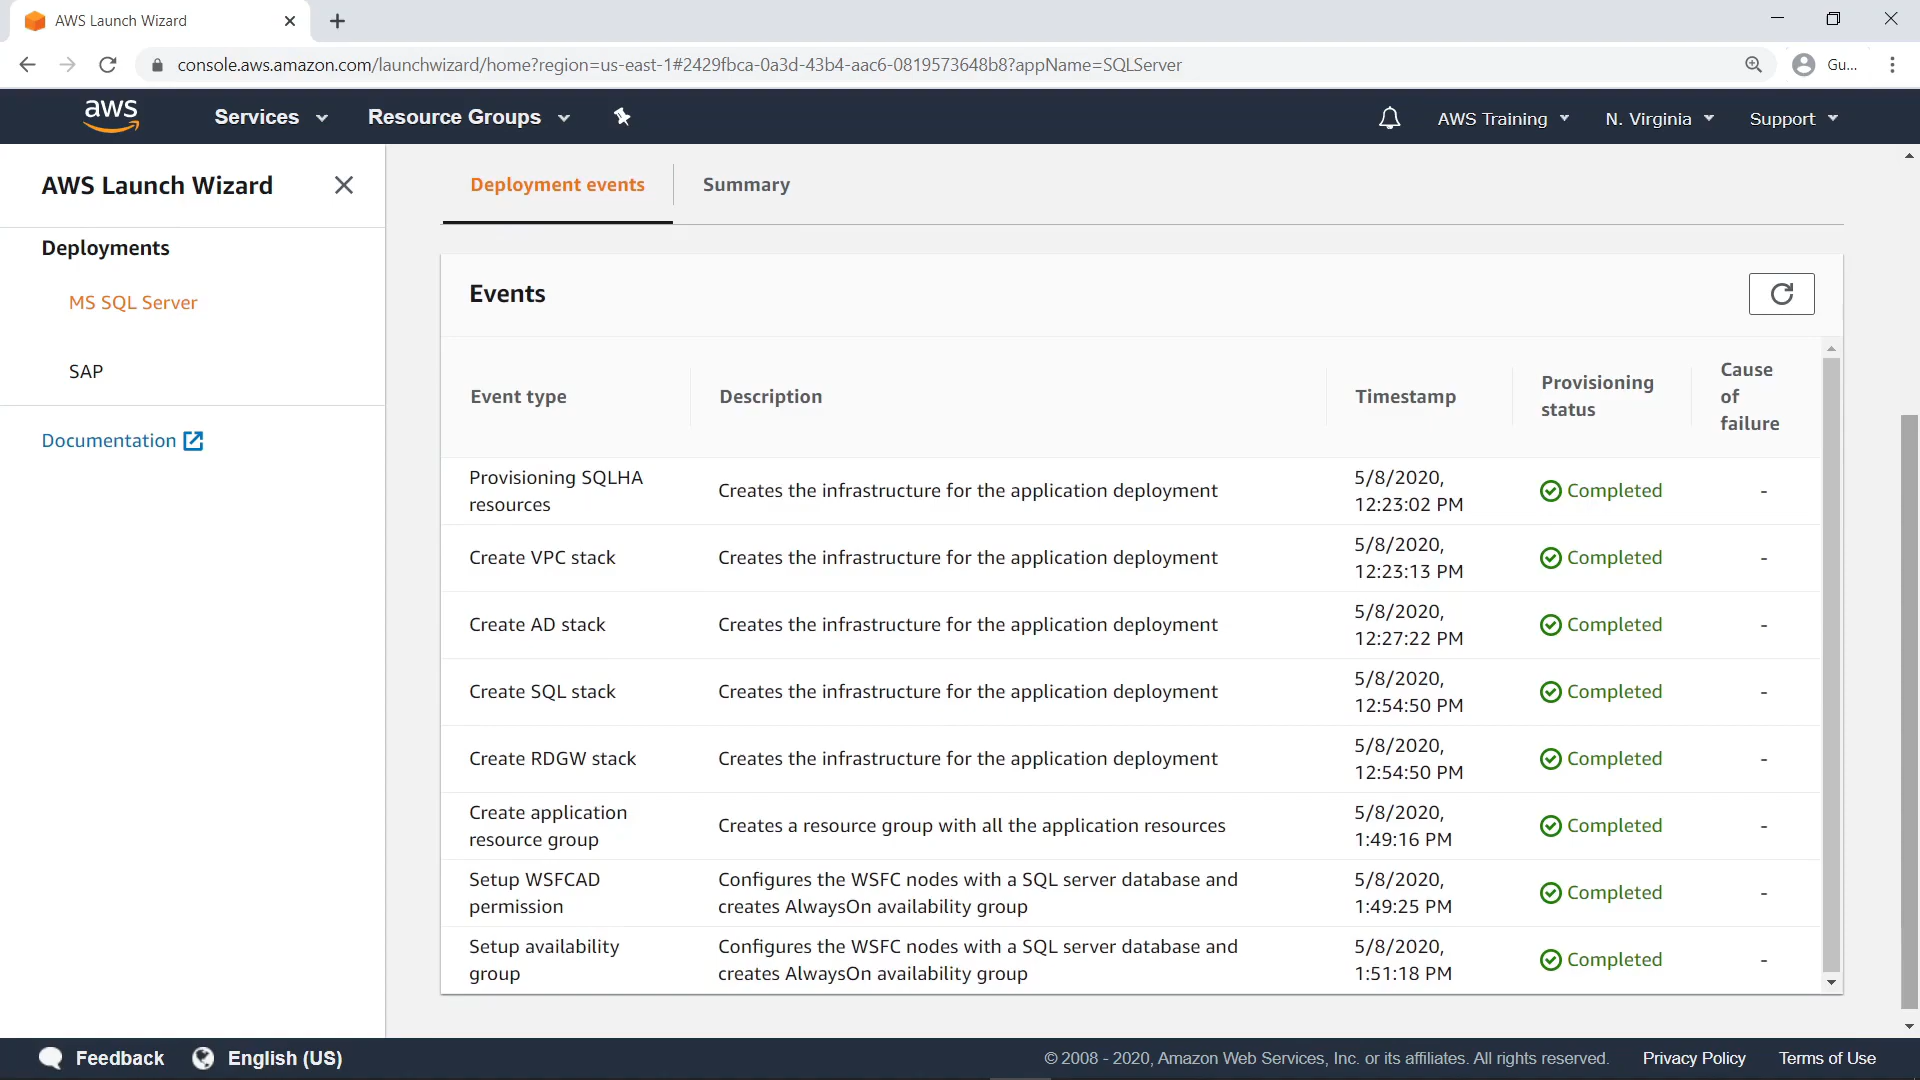 AWS Launch Wizard
console.aws.amazon.com/launchwizard/home?region=us-east-1#2429fbca-0a3d-43b4-aac6-0819573648b8?appName=SQLServer
Gu...
aws
Services
Resource Groups
AWS Training
N. Virginia
Support
AWS Launch Wizard
Deployments
MS SQL Server
SAP
Documentation
Deployment events
Summary
Events
Event type
Description
Timestamp
Provisioning
status
Cause
of
failure
Provisioning SQLHA
resources
Creates the infrastructure for the application deployment
5/8/2020,
12:23:02 PM
Completed
-
Create VPC stack
Creates the infrastructure for the application deployment
5/8/2020,
12:23:13 PM
Completed
-
Create AD stack
Creates the infrastructure for the application deployment
5/8/2020,
12:27:22 PM
Completed
-
Create SQL stack
Creates the infrastructure for the application deployment
5/8/2020,
12:54:50 PM
Completed
-
Create RDGW stack
Creates the infrastructure for the application deployment
5/8/2020,
12:54:50 PM
Completed
-
Create application
resource group
Creates a resource group with all the application resources
5/8/2020,
1:49:16 PM
Completed
-
Setup WSFCAD
permission
Configures the WSFC nodes with a SQL server database and
creates AlwaysOn availability group
5/8/2020,
1:49:25 PM
Completed
-
Setup availability
group
Configures the WSFC nodes with a SQL server database and
creates AlwaysOn availability group
5/8/2020,
1:51:18 PM
Completed
-
Feedback
English (US)
© 2008 - 2020, Amazon Web Services, Inc. or its affiliates. All rights reserved.
Privacy Policy
Terms of Use